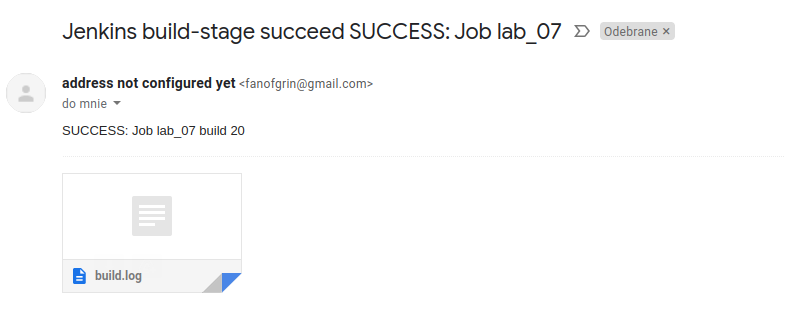 Jenkins build-stage succeed SUCCESS: Job lab_07 Odebrane ×
address not configured yet <fanofgrin@gmail.com>
do mnie
SUCCESS: Job lab_07 build 20
build.log